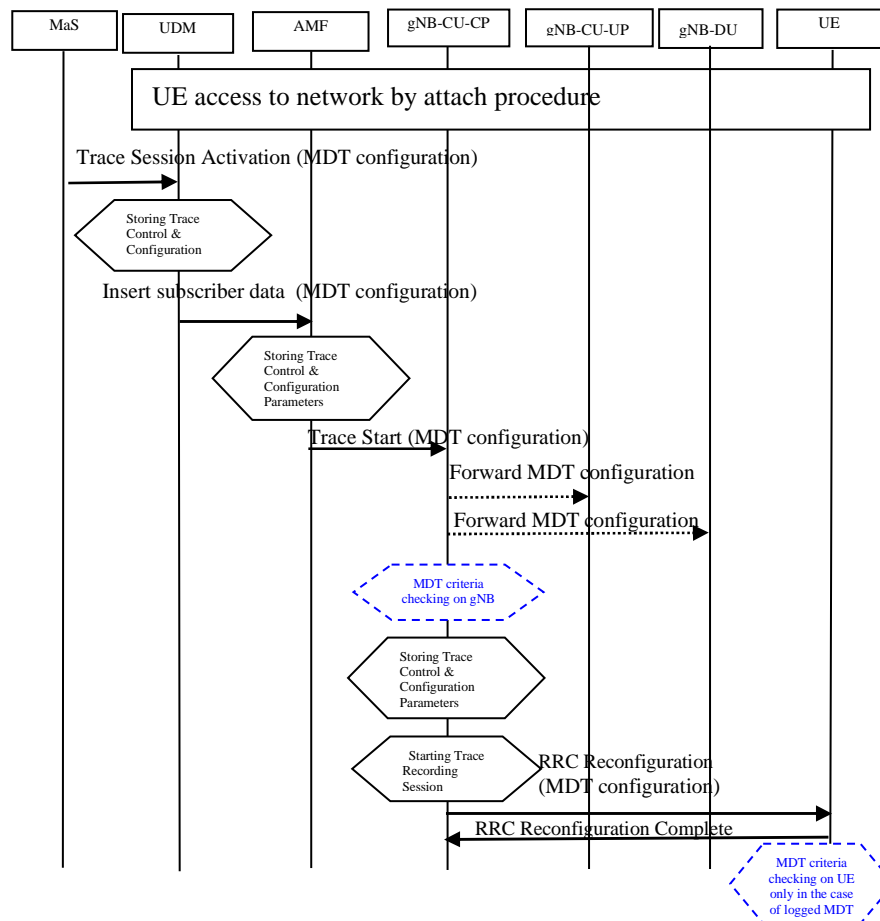 MaS
UDM
AMF
gNB-CU-CP
gNB-CU-UP
gNB-DU
UE
UE access to network by attach procedure
Trace Session Activation (MDT configuration)
Storing Trace
Control &
Configuration
Insert subscriber data (MDT configuration)
Storing Trace
Control &
Configuration
Parameters
Trace Start (MDT configuration)
Forward MDT configuration
Forward MDT configuration
MDT criteria
checking on gNB
Storing Trace
Control &
Configuration
Parameters
Starting Trace
Recording
Session
RRC Reconfiguration
(MDT configuration)
RRC Reconfiguration Complete
MDT criteria
checking on UE
only in the case
of logged MDT